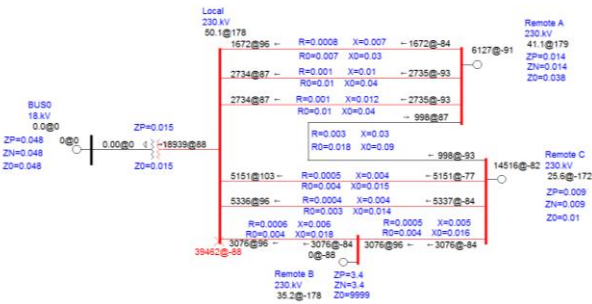 Local
230.kV
50.1@178
1672@96 ←
R=0.0008 X=0.007
←1672@-84
R0=0.007 X0=0.03
Remote A
230.kV
41.1@179
6127@-91
ZP=0.014
ZN=0.014
Z0=0.038
2734@87 ←
R=0.001 X=0.01
←2735@-93
R0=0.01 X0=0.04
2734@87 ←
R=0.001 X=0.012
←2735@-93
R0=0.01 X0=0.04
← 998@87
R=0.003 X=0.03
R0=0.018 X0=0.09
← 998@-93
BUS0
18.kV
0.0@0
ZP=0.048
ZN=0.048
Z0=0.048
0@0
0.00@0
ZP=0.015
18939@88
Z0=0.015
Remote C
230.kV
25.6@-172
14516@-82
ZP=0.009
ZN=0.009
Z0=0.01
5151@103←
R=0.0005 X=0.004
←5151@-77
R0=0.004 X0=0.015
5336@96 ←
R=0.0004 X=0.004
←5337@-84
R0=0.003 X0=0.014
R=0.0006 X=0.006
R0=0.004 X0=0.018
R=0.0005 X=0.005
R0=0.004 X0=0.016
3076@96 ←
←3076@-84
3076@96 ←
←3076@-84
39462@-88
0@-88
Remote B
230.kV
35.2@-178
ZP=3.4
ZN=3.4
Z0=9999